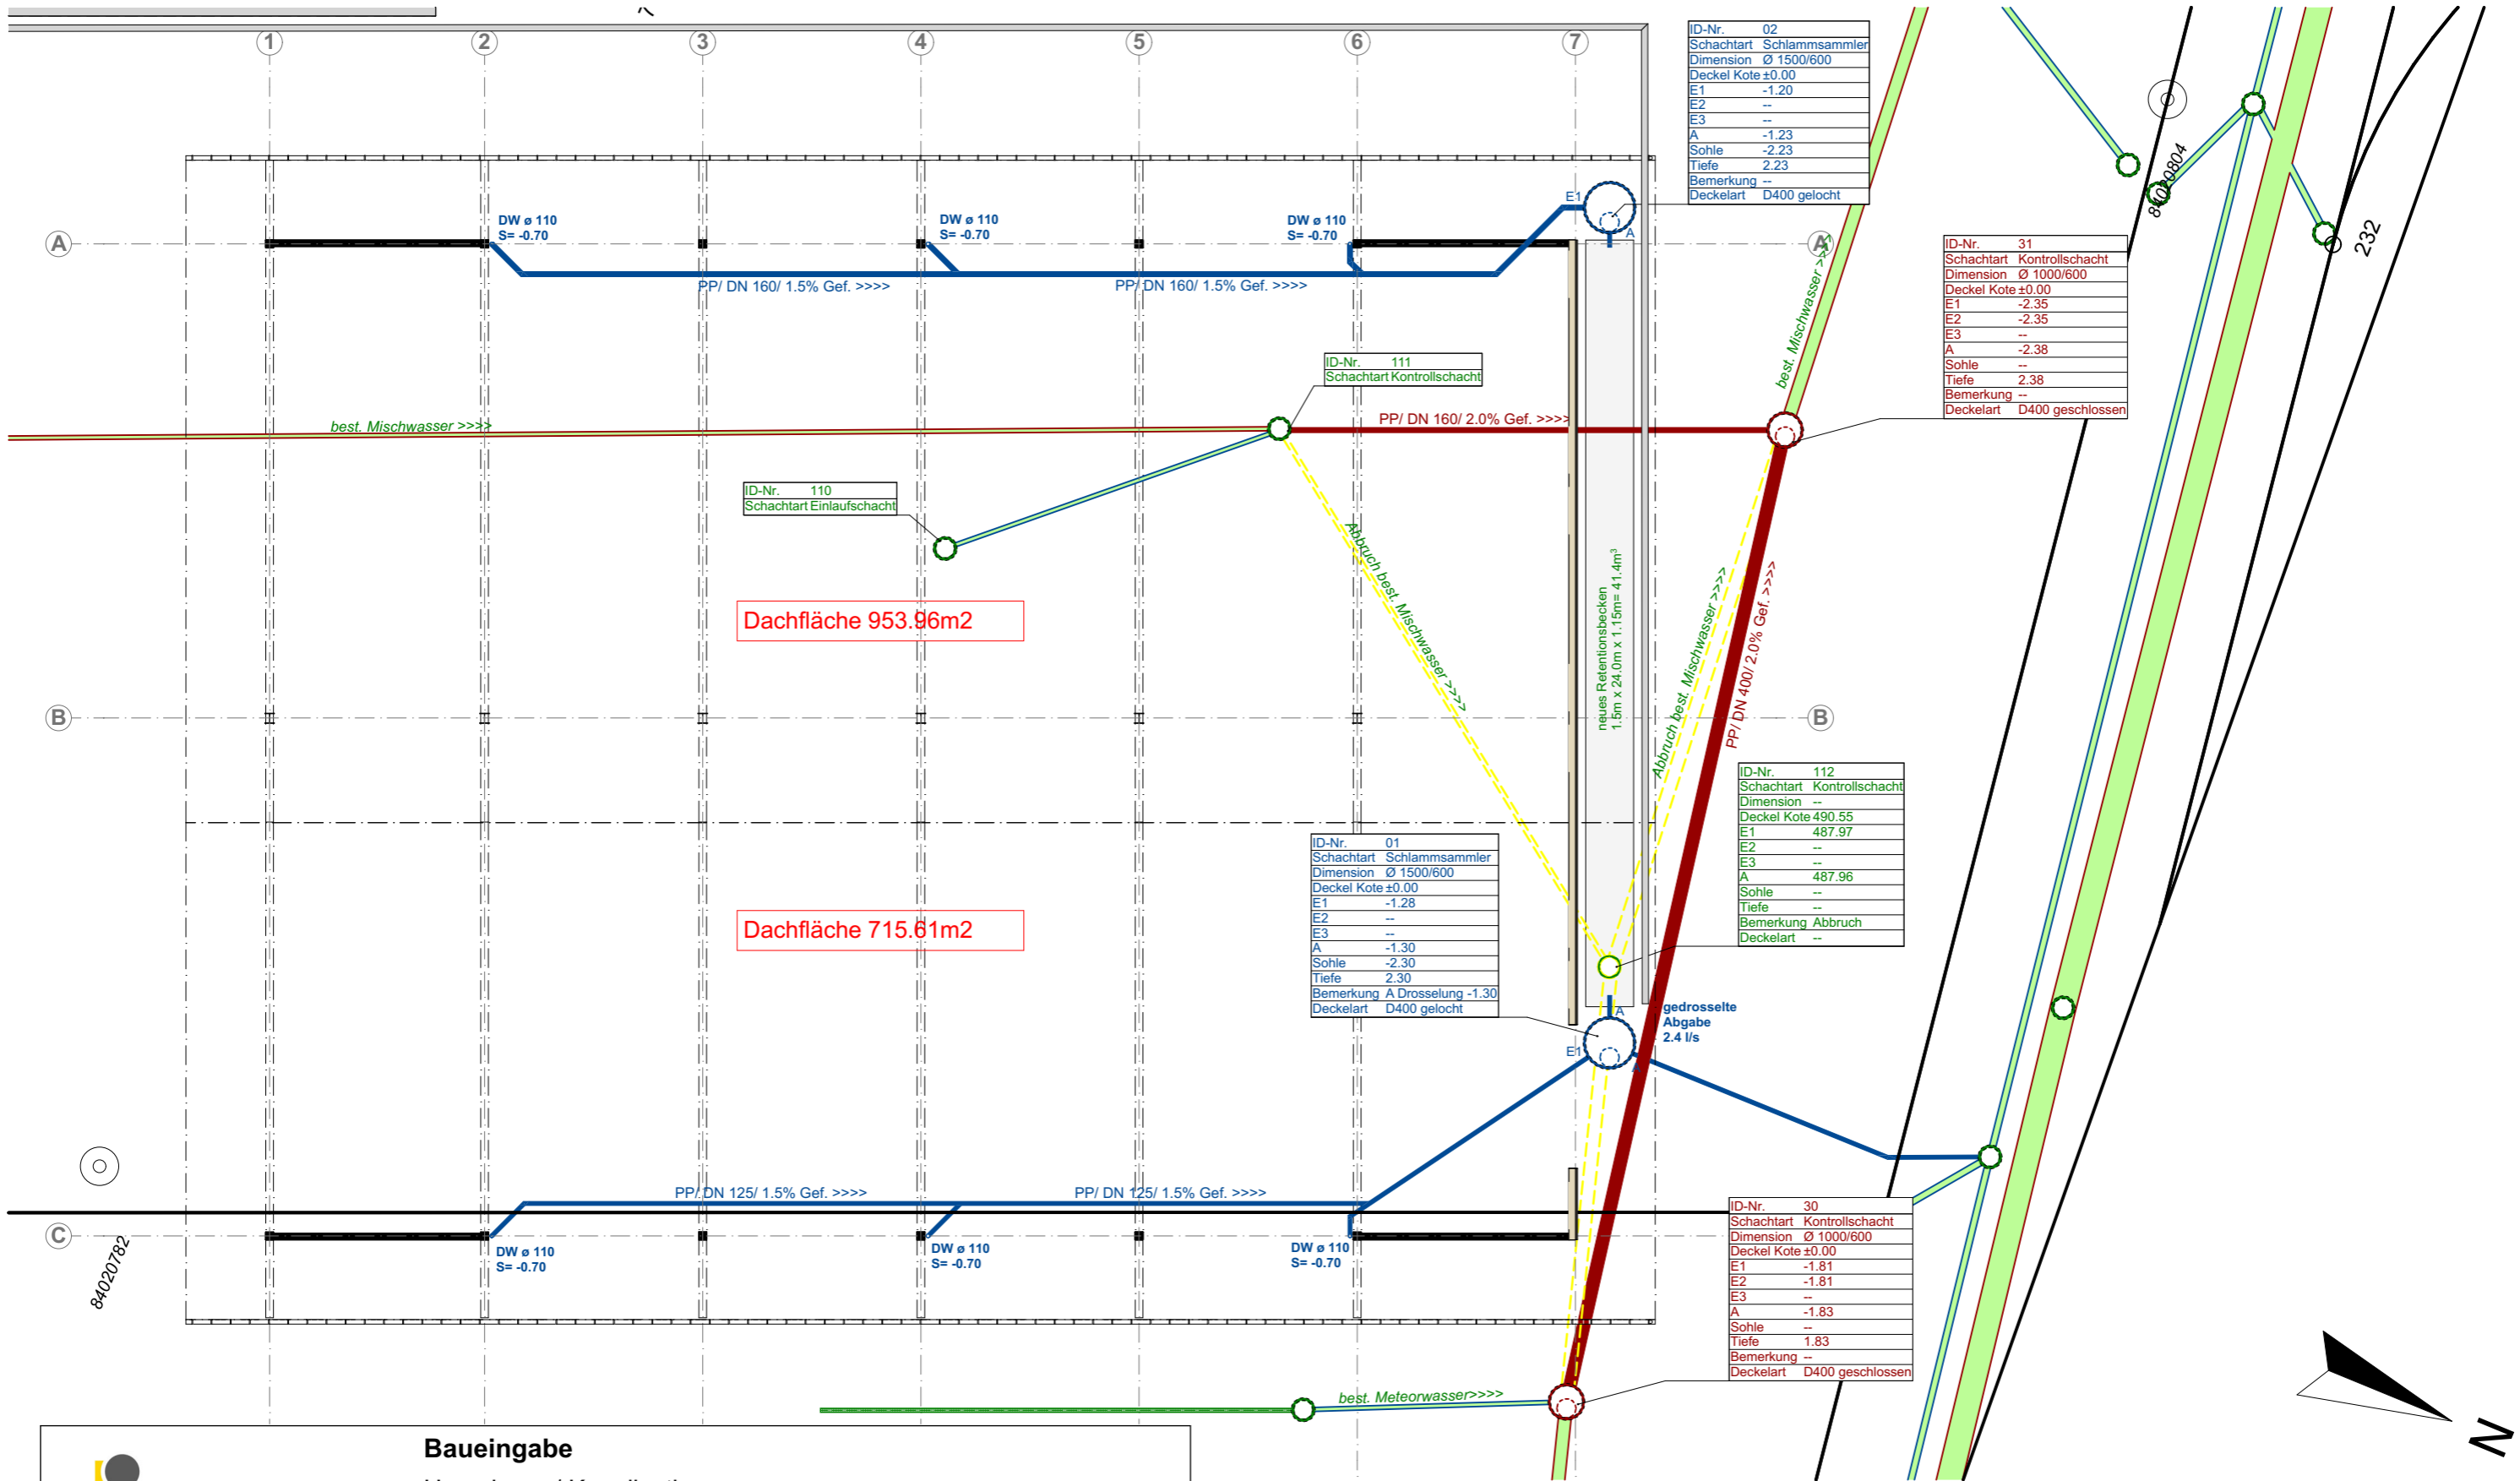 1
2
3
4
5
6
7
ID-Nr. 02
Schachtart Schlammsammler
Dimension Ø 1500/600
Deckel Kote ±0.00
E1 -1.20
E2 --
E3 --
A -1.23
Sohle -2.23
Tiefe 2.23
Bemerkung --
Deckelart D400 gelocht
84020804
232
A
DW ø 110
S= -0.70
DW ø 110
S= -0.70
DW ø 110
S= -0.70
E1
A
A
PP/ DN 160/ 1.5% Gef. >>>>
PP/ DN 160/ 1.5% Gef. >>>>
best. Mischwasser >>>>
ID-Nr. 31
Schachtart Kontrollschacht
Dimension Ø 1000/600
Deckel Kote ±0.00
E1 -2.35
E2 -2.35
E3 --
A -2.38
Sohle --
Tiefe 2.38
Bemerkung --
Deckelart D400 geschlossen
ID-Nr. 111
Schachtart Kontrollschacht
best. Mischwasser >>>>
PP/ DN 160/ 2.0% Gef. >>>>
ID-Nr. 110
Schachtart Einlaufschacht
Abbruch best. Mischwasser >>>>
Dachfläche 953.96m2
neues Retentionsbecken
1.5m x 24.0m x 1.15m= 41.4m³
Abbruch best. Mischwasser >>>>
PP/ DN 400/ 2.0% Gef. >>>>
B
B
ID-Nr. 112
Schachtart Kontrollschacht
Dimension --
Deckel Kote 490.55
E1 487.97
E2 --
E3 --
A 487.96
Sohle --
Tiefe --
Bemerkung Abbruch
Deckelart --
ID-Nr. 01
Schachtart Schlammsammler
Dimension Ø 1500/600
Deckel Kote ±0.00
E1 -1.28
E2 --
E3 --
A -1.30
Sohle -2.30
Tiefe 2.30
Bemerkung A Drosselung -1.30
Deckelart D400 gelocht
Dachfläche 715.61m2
A
E1
A
gedrosselte
Abgabe
2.4 l/s
PP/ DN 125/ 1.5% Gef. >>>>
PP/ DN 125/ 1.5% Gef. >>>>
C
84020782
DW ø 110
S= -0.70
DW ø 110
S= -0.70
DW ø 110
S= -0.70
ID-Nr. 30
Schachtart Kontrollschacht
Dimension Ø 1000/600
Deckel Kote ±0.00
E1 -1.81
E2 -1.81
E3 --
A -1.83
Sohle --
Tiefe 1.83
Bemerkung --
Deckelart D400 geschlossen
best. Meteorwasser>>>>
N
Baueingabe